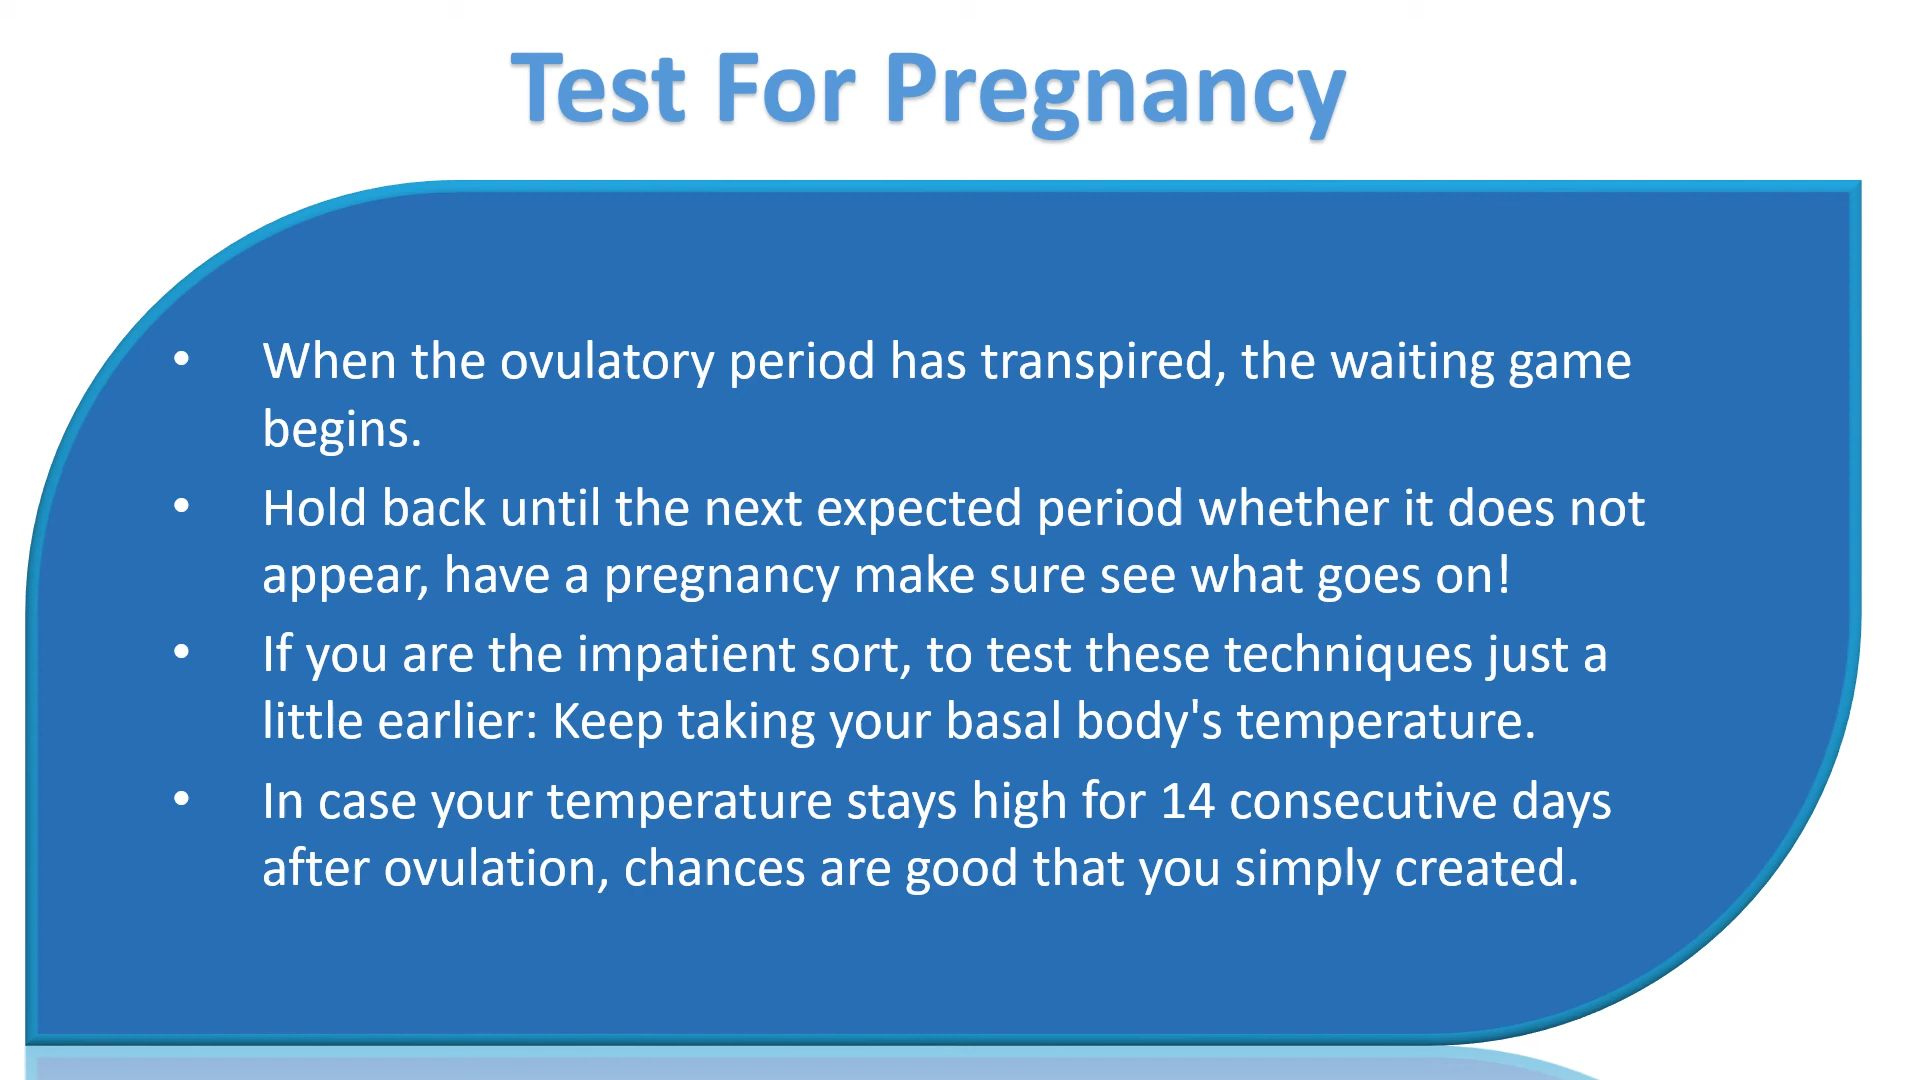 Test For Pregnancy
• When the ovulatory period has transpired, the waiting game
begins.
• Hold back until the next expected period whether it does not
appear, have a pregnancy make sure see what goes on!
• If you are the impatient sort, to test these techniques just a
little earlier: Keep taking your basal body's temperature.
• In case your temperature stays high for 14 consecutive days
after ovulation, chances are good that you simply created.